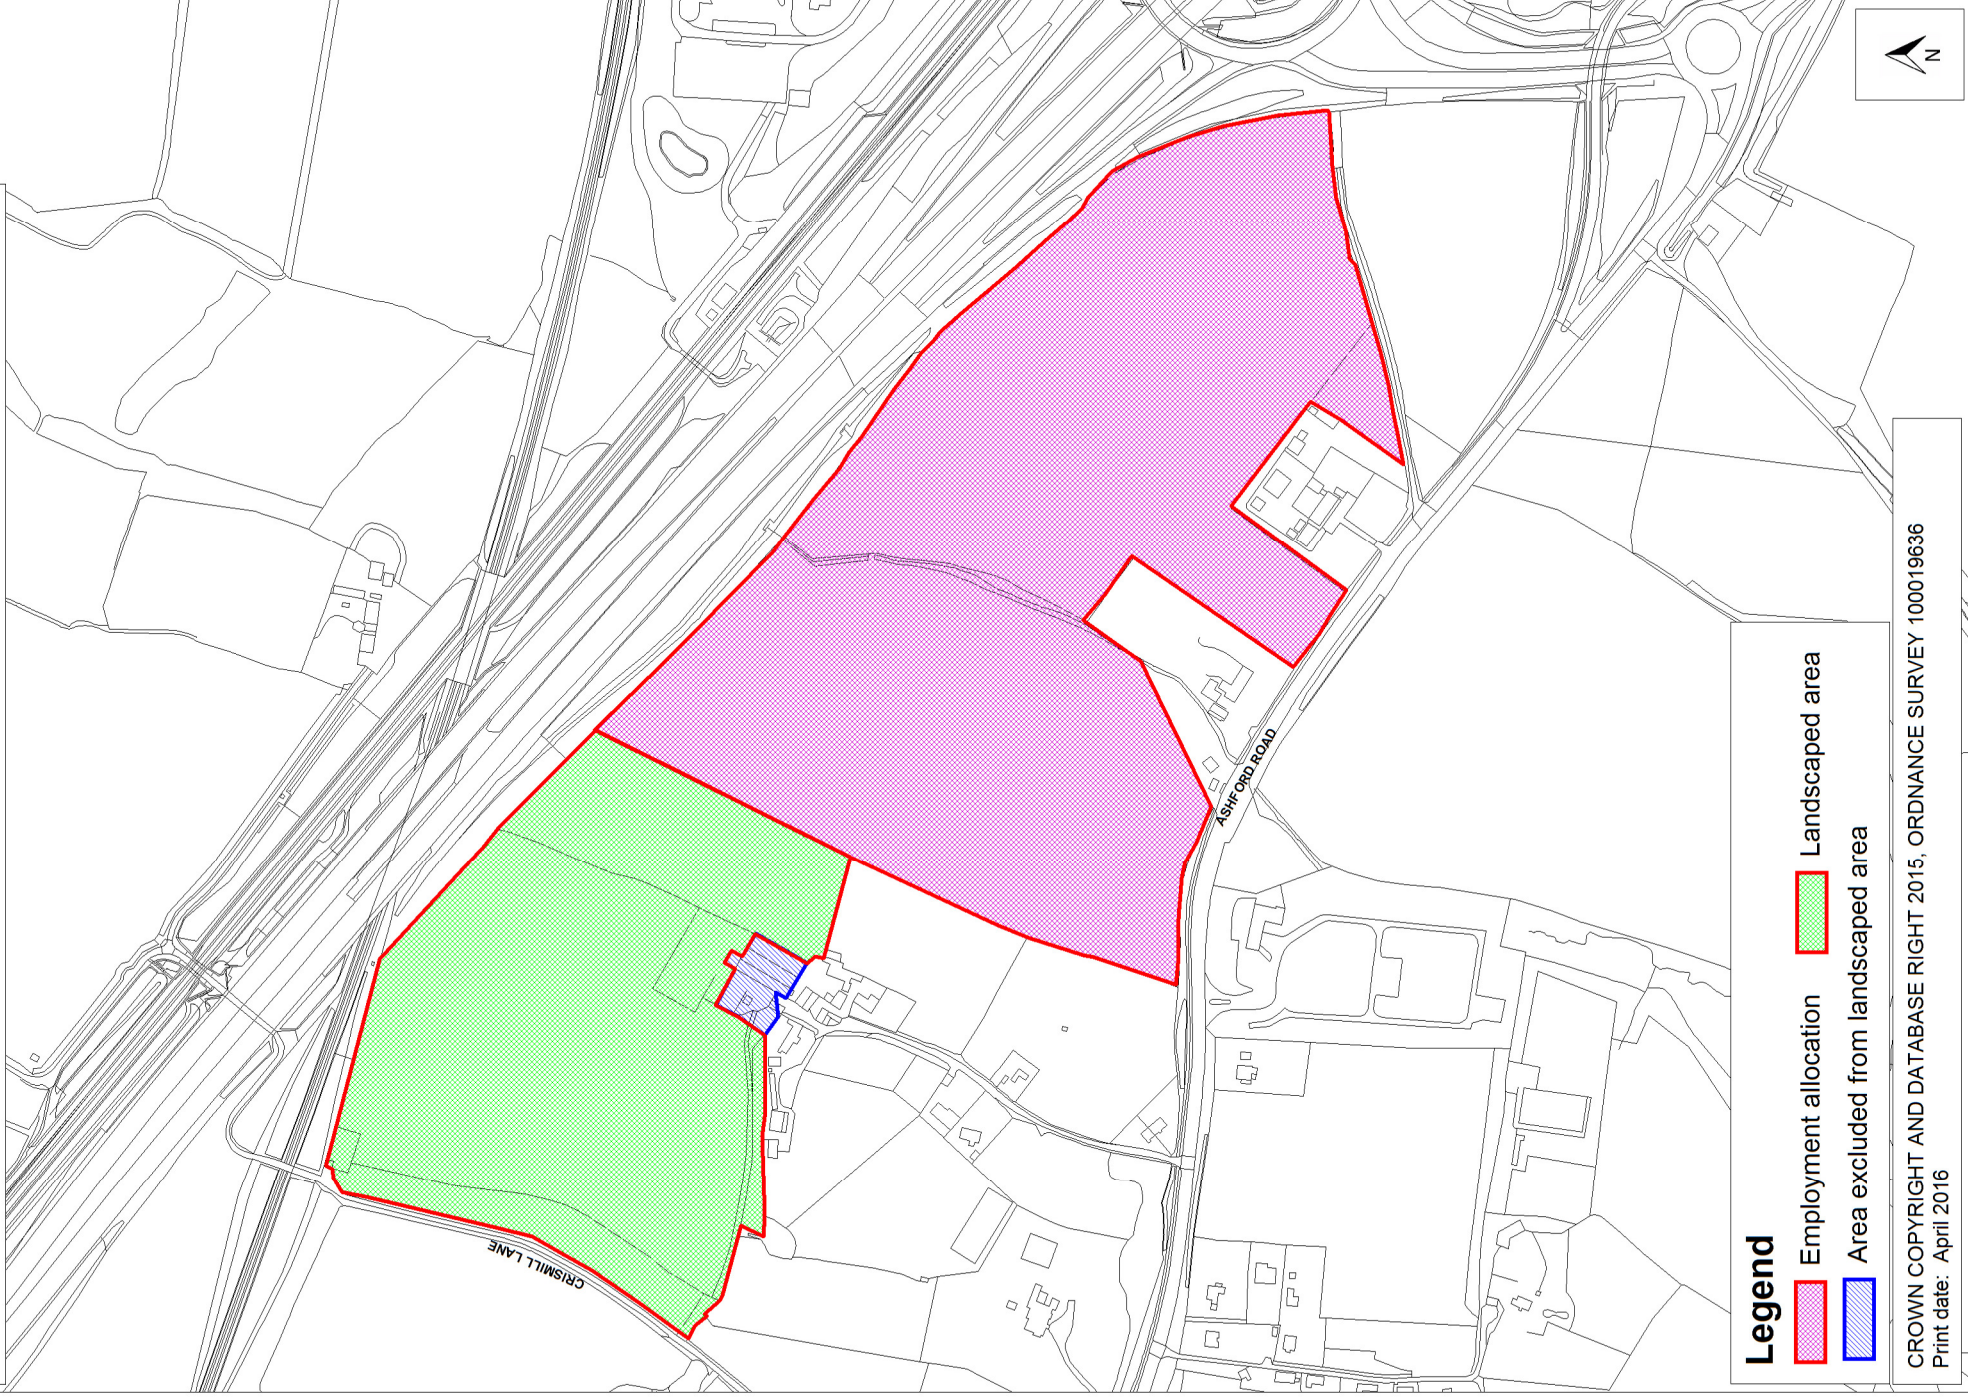 N
ASHFORD ROAD
CRISMILL LANE
Legend
Employment allocation
Landscaped area
Area excluded from landscaped area
CROWN COPYRIGHT AND DATABASE RIGHT 2015, ORDNANCE SURVEY 100019636
Print date: April 2016